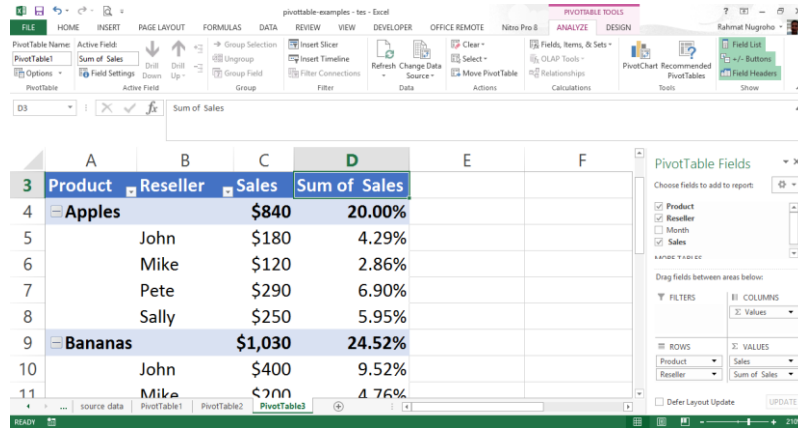 pivottable-examples - tes - Excel
PIVOTTABLE TOOLS
FILE HOME INSERT PAGE LAYOUT FORMULAS DATA REVIEW VIEW DEVELOPER OFFICE REMOTE Nitro Pro 8 ANALYZE DESIGN Rahmat Nugroho
PivotTable Name: Active Field:
PivotTable1 Sum of Sales
Options Field Settings
Drill Down Drill Up
Group Selection
Ungroup
Group Field
Insert Slicer
Insert Timeline
Filter Connections
Refresh Change Data Source
Clear
Select
Move PivotTable
Fields, Items, & Sets
OLAP Tools
Relationships
PivotChart Recommended PivotTables
Field List
+/- Buttons
Field Headers
PivotTable Active Field Group Filter Data Actions Calculations Tools Show
D3 fx Sum of Sales
A B C D E F
3 Product Reseller Sales Sum of Sales
4 Apples $840 20.00%
5 John $180 4.29%
6 Mike $120 2.86%
7 Pete $290 6.90%
8 Sally $250 5.95%
9 Bananas $1,030 24.52%
10 John $400 9.52%
11 Mike $200 4.76%
PivotTable Fields
Choose fields to add to report:
Product
Reseller
Month
Sales
MORE TABLES
Drag fields between areas below:
FILTERS COLUMNS
Σ Values
ROWS Σ VALUES
Product Sales
Reseller Sum of Sales
Defer Layout Update UPDATE
... source data PivotTable1 PivotTable2 PivotTable3
READY